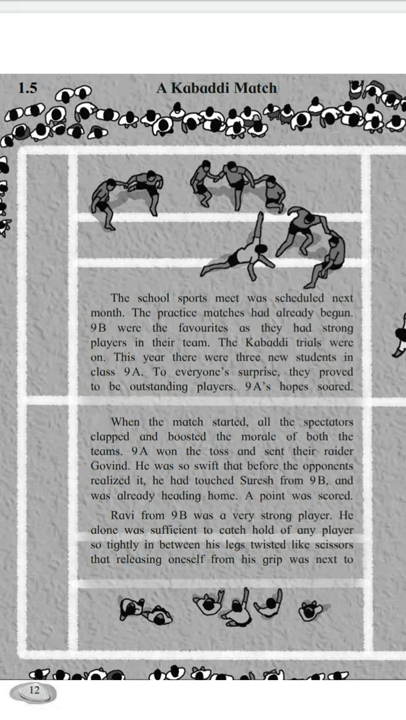 1.5 A Kabaddi Match
The school sports meet was scheduled next
month. The practice matches had already begun.
9B were the favourites as they had strong
players in their team. The Kabaddi trials were
on. This year there were three new students in
class 9A. To everyone's surprise, they proved
to be outstanding players. 9A's hopes soared.
When the match started, all the spectators
clapped and boosted the morale of both the
teams. 9A won the toss and sent their raider
Govind. He was so swift that before the opponents
realized it, he had touched Suresh from 9B, and
was already heading home. A point was scored.
Ravi from 9B was a very strong player. He
alone was sufficient to catch hold of any player
so tightly in between his legs twisted like scissors
that releasing oneself from his grip was next to
12